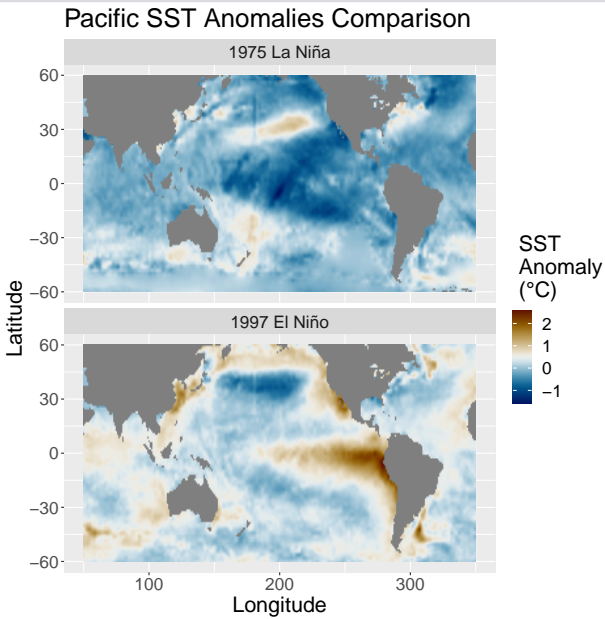 Pacific SST Anomalies Comparison
1975 La Niña
60
30
0
−30
−60
1997 El Niño
60
30
0
−30
−60
100
200
300
Longitude
Latitude
SST
Anomaly
(°C)
2
1
0
−1